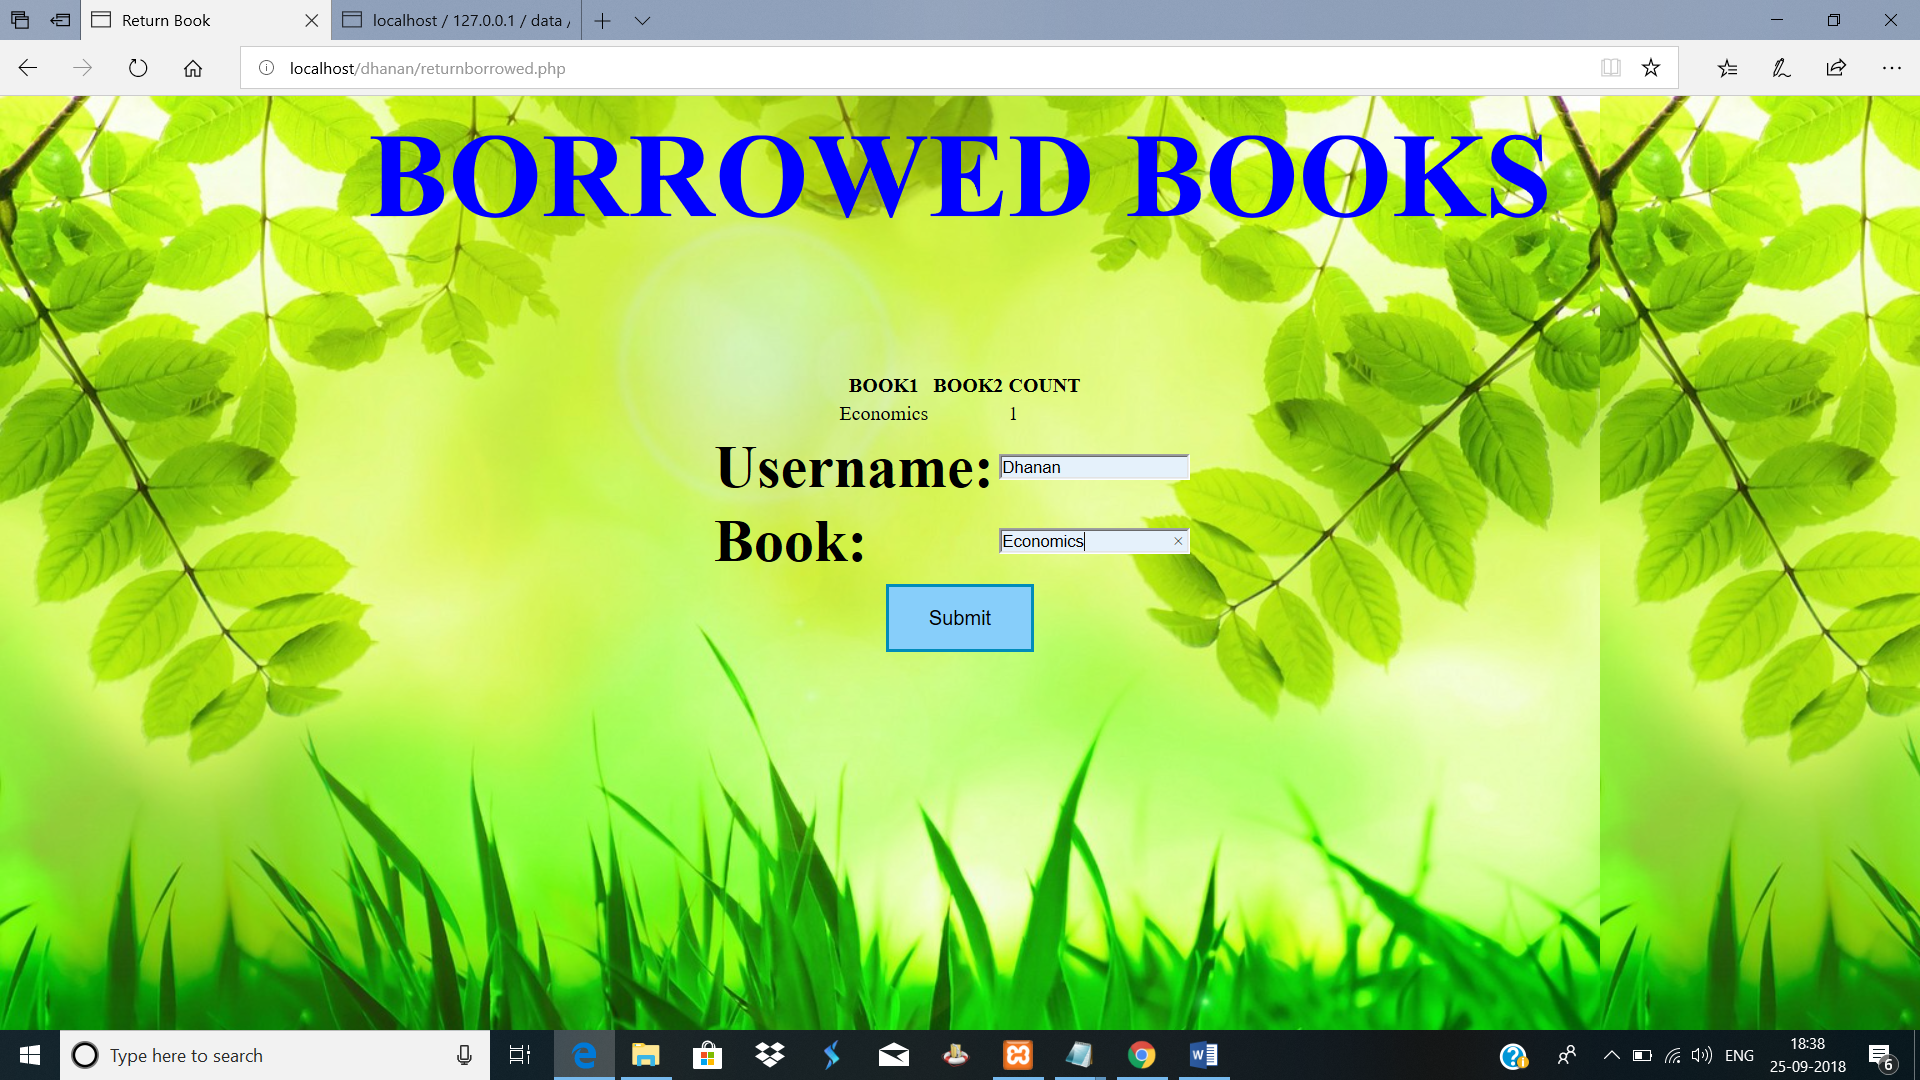 Return Book
localhost / 127.0.0.1 / data /
localhost/dhanan/returnborrowed.php
BORROWED BOOKS
BOOK1 BOOK2 COUNT
Economics 1
Username: Dhanan
Book: Economics
Submit
Type here to search
ENG
18:38
25-09-2018
6